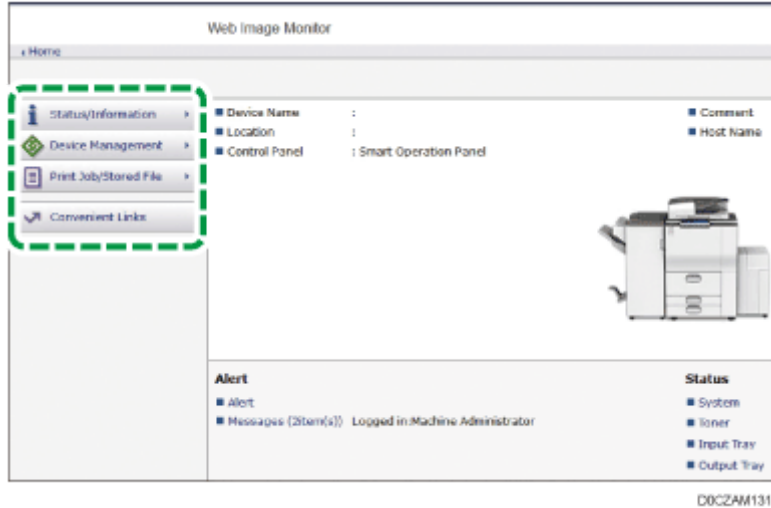 Web Image Monitor
Home
Status/Information
Device Management
Print Job/Stored File
Convenient Links
Device Name :
Location :
Control Panel : Smart Operation Panel
Comment
Host Name
Alert
Alert
Messages (2item(s)) Logged in:Machine Administrator
Status
System
Toner
Input Tray
Output Tray
D0CZAM131